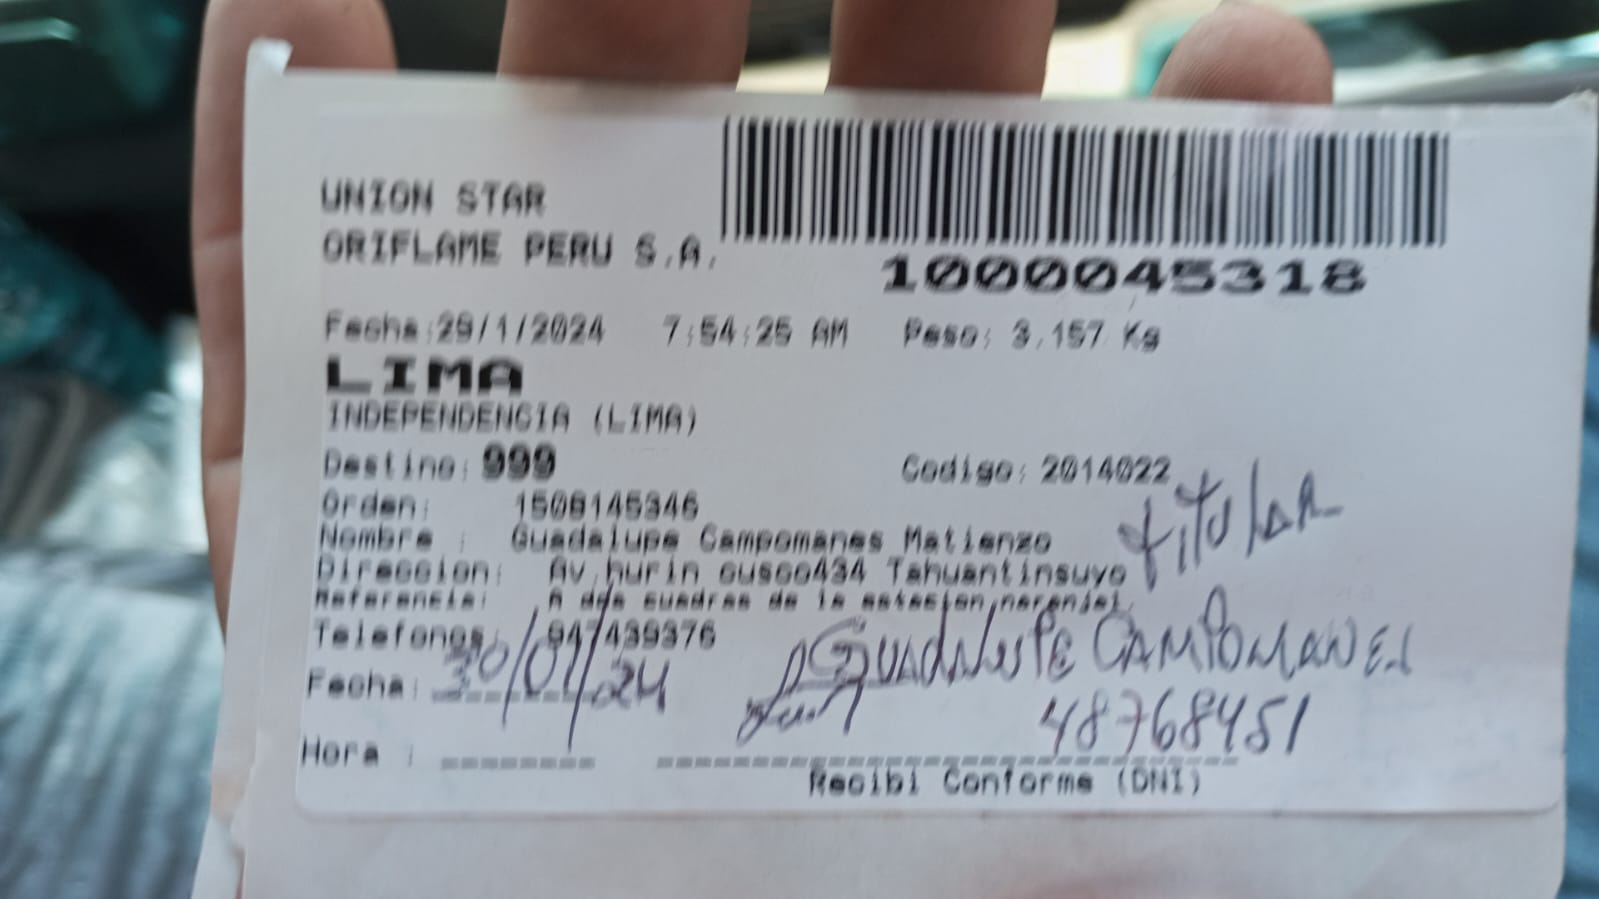 UNION STAR
ORIFLAME PERU S.A.
1000045318
Fecha:29/1/2024 7:54:25 AM Peso: 3.157 Kg
LIMA
INDEPENDENCIA (LIMA)
Destino: 999 Codigo: 2014022
Orden: 1508145346
Nombre : Guadalupe Campomanes Matienzo
titular
Direccion: Av.hurin cusco434 Tahuantinsuyo
Referencia: A dos cuadras de la estacion naranjal.
Telefonos: 947439376
Fecha: 30/01/24 GUADALUPE CAMPOMANES
48768451
Hora :
Recibi Conforme (DNI)